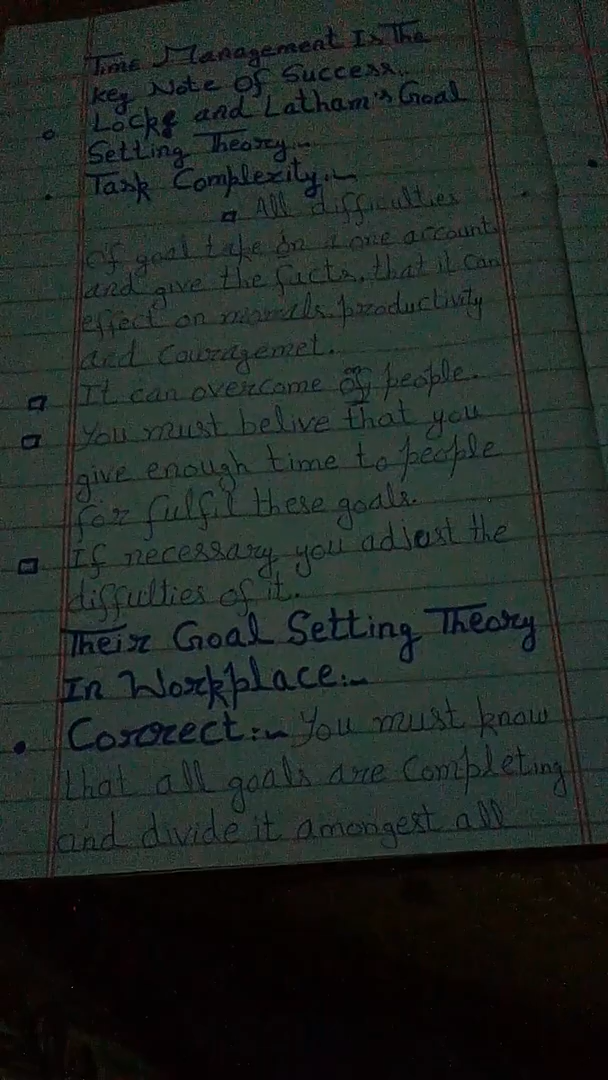 Time Management Is The
key Note Of Success..
Locke and Latham's Goal
Setting Theory:-
Task Complexity:-
All difficulties
of goal take on one account
and give the facts, that it can
effect on morals, productivity
and couragemet.
It can overcome of people.
You must belive that you
give enough time to people
for fulfil these goals.
If necessary you adjest the
diffulties of it.
Their Goal Setting Theory
In Workplace:-
Correct:- You must know
that all goals are completing
and divide it amongest all